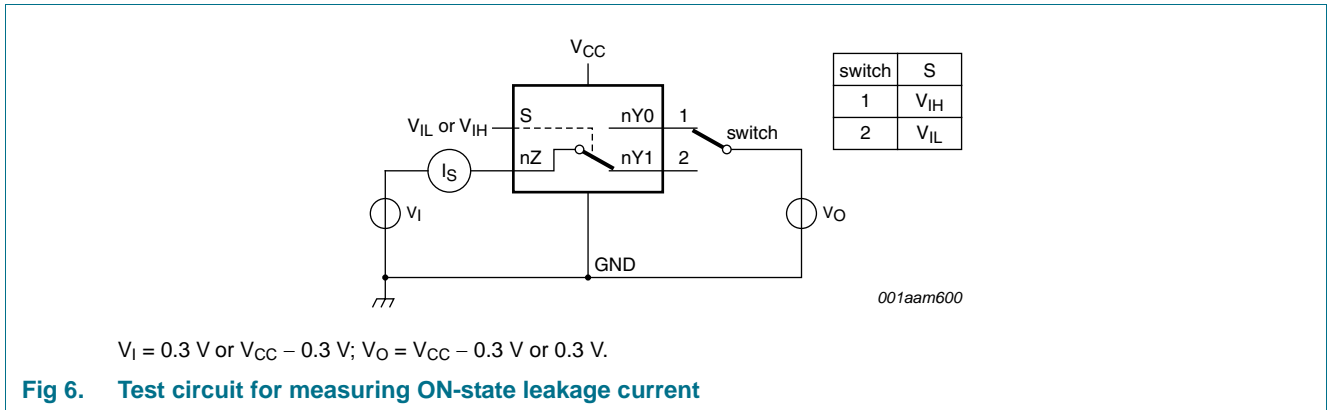 VCC
switch S
1 VIH
2 VIL
VIL or VIH S nY0 1 switch
nZ nY1 2
IS
VI VO
GND
001aam600
VI = 0.3 V or VCC − 0.3 V; VO = VCC − 0.3 V or 0.3 V.
Fig 6. Test circuit for measuring ON-state leakage current